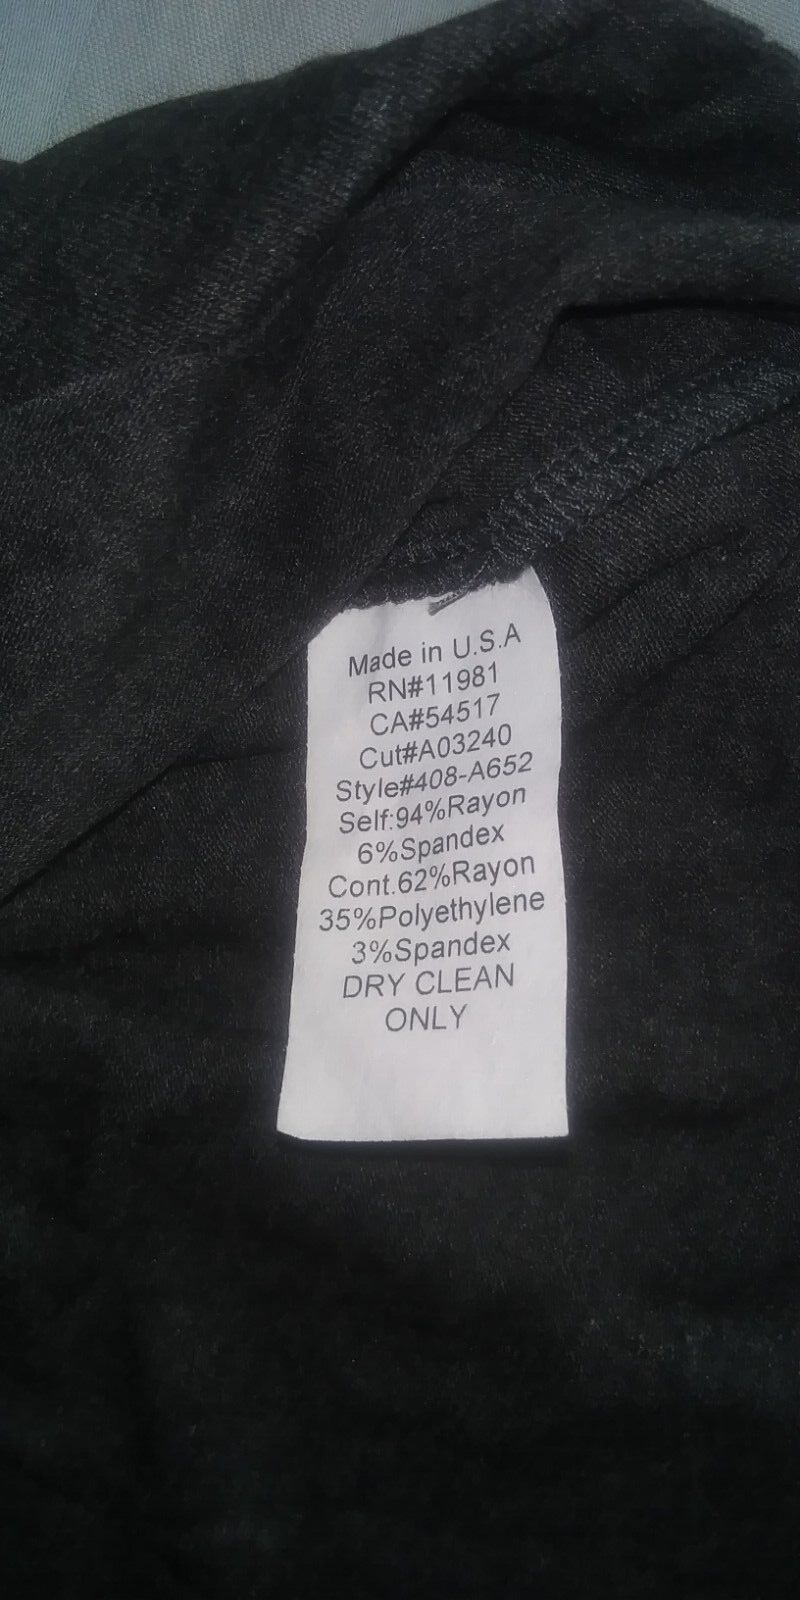 Made in U.S.A
RN#11981
CA#54517
Cut#A03240
Style#408-A652
Self:94%Rayon
6%Spandex
Cont.62%Rayon
35%Polyethylene
3%Spandex
DRY CLEAN
ONLY